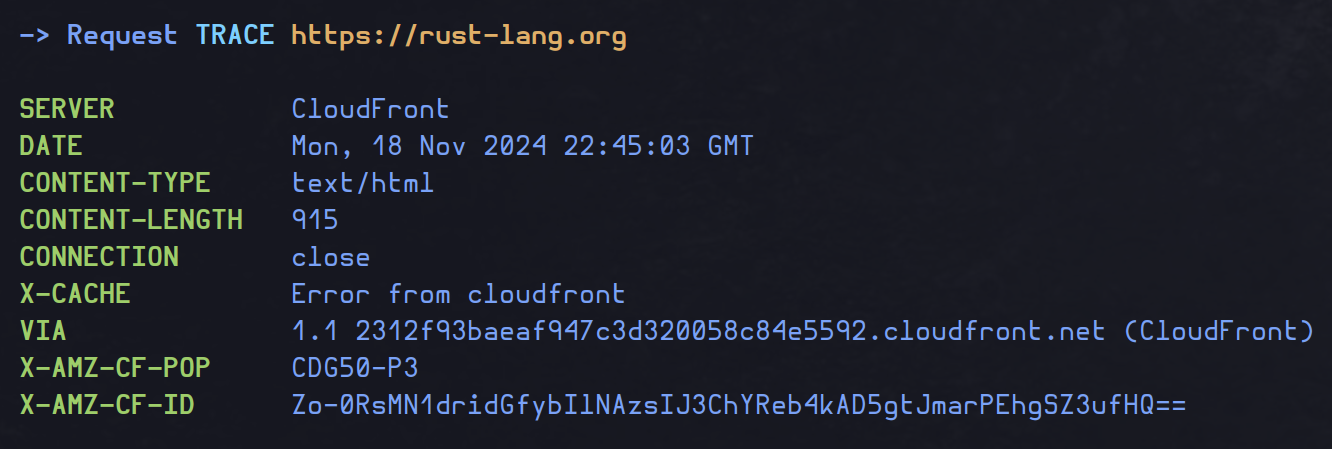 -> Request TRACE https://rust-lang.org
SERVER CloudFront
DATE Mon, 18 Nov 2024 22:45:03 GMT
CONTENT-TYPE text/html
CONTENT-LENGTH 915
CONNECTION close
X-CACHE Error from cloudfront
VIA 1.1 2312f93baeaf947c3d320058c84e5592.cloudfront.net (CloudFront)
X-AMZ-CF-POP CDG50-P3
X-AMZ-CF-ID Zo-0RsMN1dridGfybIlNAzsIJ3ChYReb4kAD5gtJmarPEhgSZ3ufHQ==